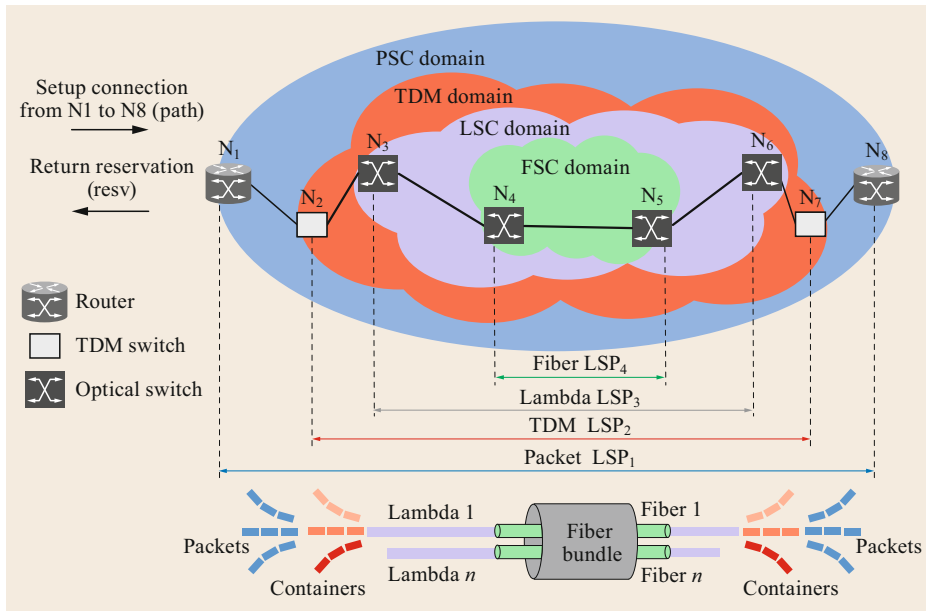 PSC domain
Setup connection
from N1 to N8 (path)
TDM domain
LSC domain
Return reservation
(resv)
N₁
N₃
N₆
N₈
FSC domain
N₂
N₄
N₅
N₇
Router
TDM switch
Optical switch
Fiber LSP₄
Lambda LSP₃
TDM LSP₂
Packet LSP₁
Lambda 1
Fiber 1
Packets
Fiber
bundle
Packets
Lambda n
Fiber n
Containers
Containers